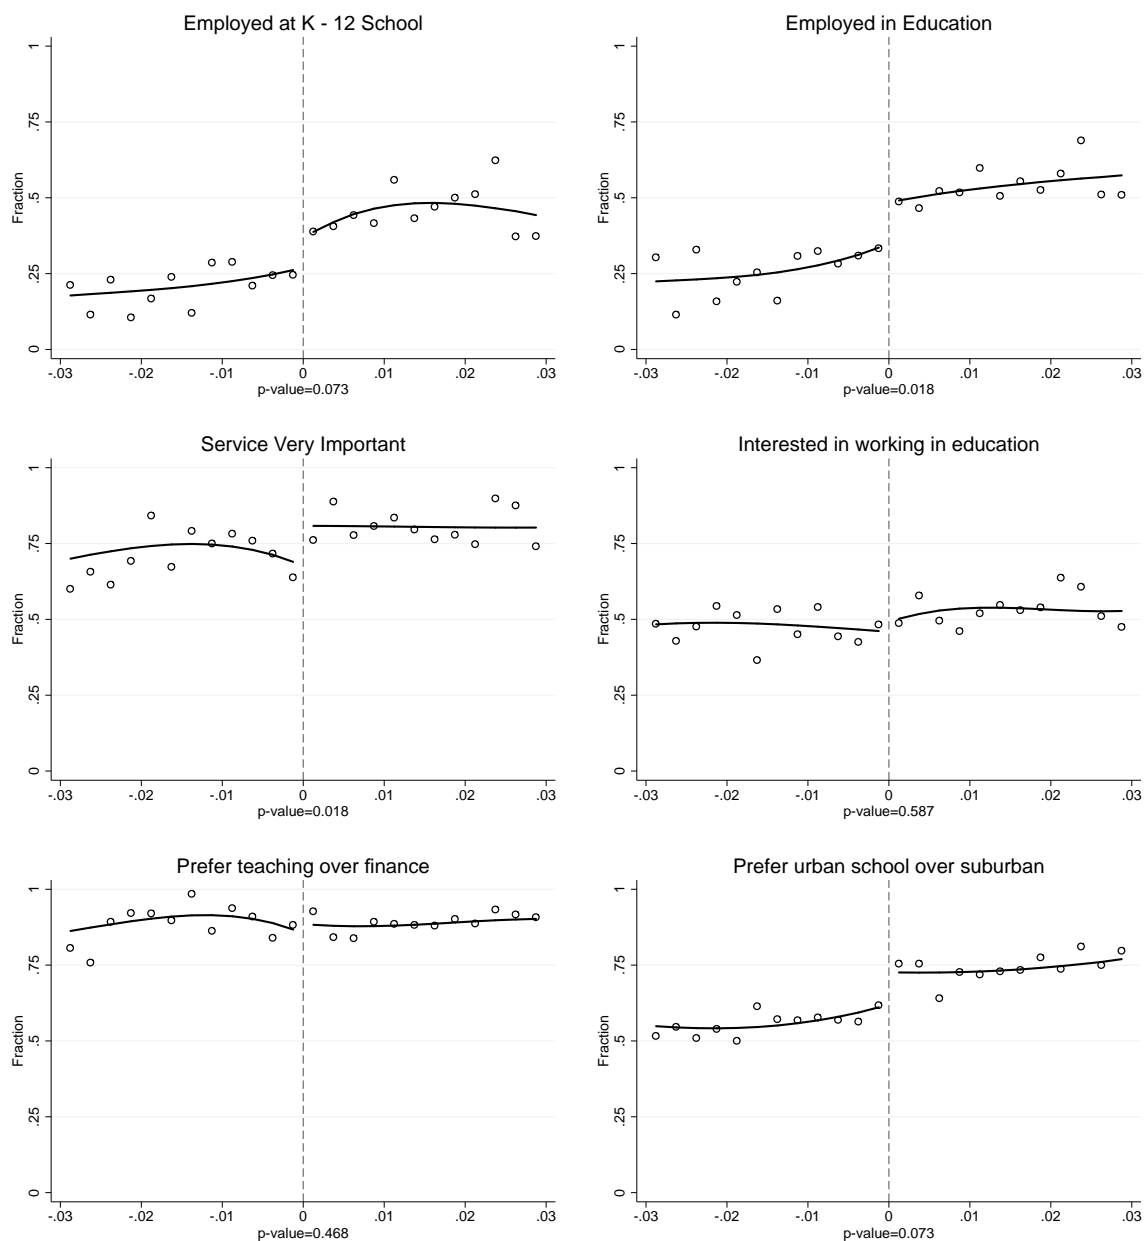 Employed at K - 12 School
Fraction
1
.75
.5
.25
0
-.03 -.02 -.01 0 .01 .02 .03
p-value=0.073
Employed in Education
Fraction
1
.75
.5
.25
0
-.03 -.02 -.01 0 .01 .02 .03
p-value=0.018
Service Very Important
Fraction
1
.75
.5
.25
0
-.03 -.02 -.01 0 .01 .02 .03
p-value=0.018
Interested in working in education
Fraction
1
.75
.5
.25
0
-.03 -.02 -.01 0 .01 .02 .03
p-value=0.587
Prefer teaching over finance
Fraction
1
.75
.5
.25
0
-.03 -.02 -.01 0 .01 .02 .03
p-value=0.468
Prefer urban school over suburban
Fraction
1
.75
.5
.25
0
-.03 -.02 -.01 0 .01 .02 .03
p-value=0.073